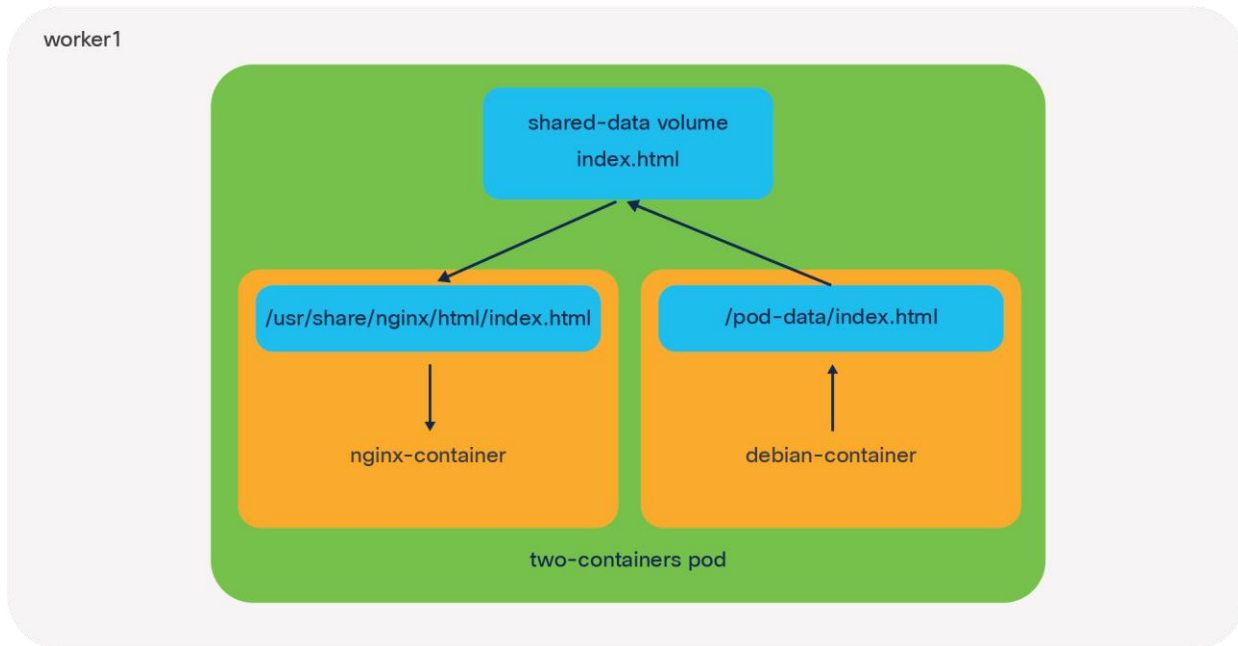 worker1
shared-data volume
index.html
/usr/share/nginx/html/index.html
/pod-data/index.html
nginx-container
debian-container
two-containers pod